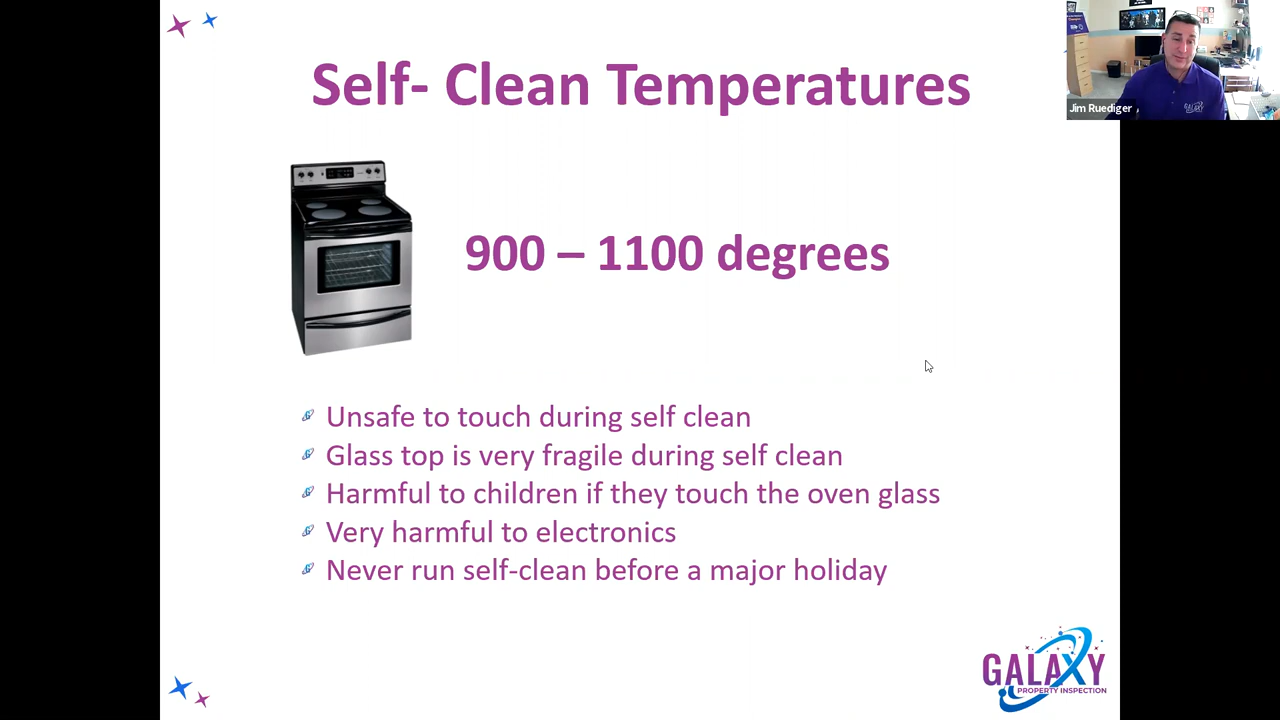 Self- Clean Temperatures
Jim Ruediger
GALAXY
900 – 1100 degrees
Unsafe to touch during self clean
Glass top is very fragile during self clean
Harmful to children if they touch the oven glass
Very harmful to electronics
Never run self-clean before a major holiday
GALAXY
PROPERTY INSPECTION